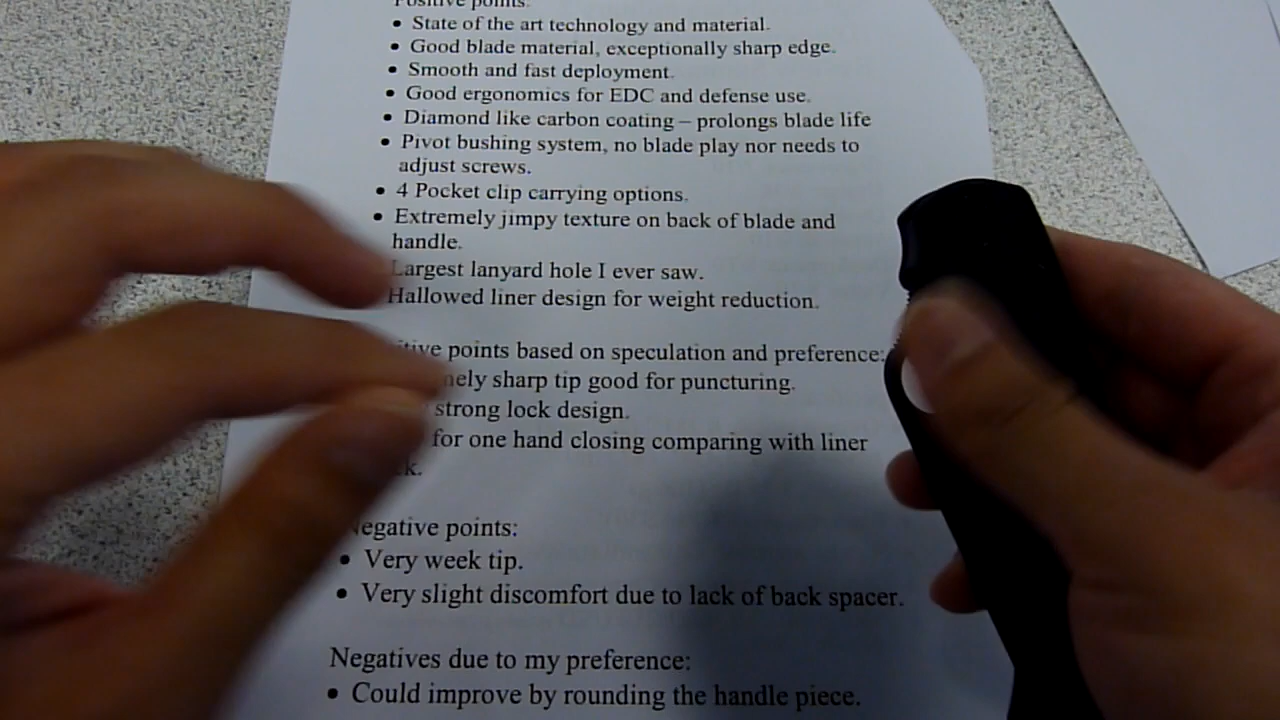 Positive points:
• State of the art technology and material.
• Good blade material, exceptionally sharp edge.
• Smooth and fast deployment.
• Good ergonomics for EDC and defense use.
• Diamond like carbon coating – prolongs blade life
• Pivot bushing system, no blade play nor needs to
adjust screws.
• 4 Pocket clip carrying options.
• Extremely jimpy texture on back of blade and
handle.
Largest lanyard hole I ever saw.
Hallowed liner design for weight reduction.
points based on speculation and preference:
sharp tip good for puncturing.
strong lock design.
for one hand closing comparing with liner
Negative points:
• Very week tip.
• Very slight discomfort due to lack of back spacer.
Negatives due to my preference:
• Could improve by rounding the handle piece.